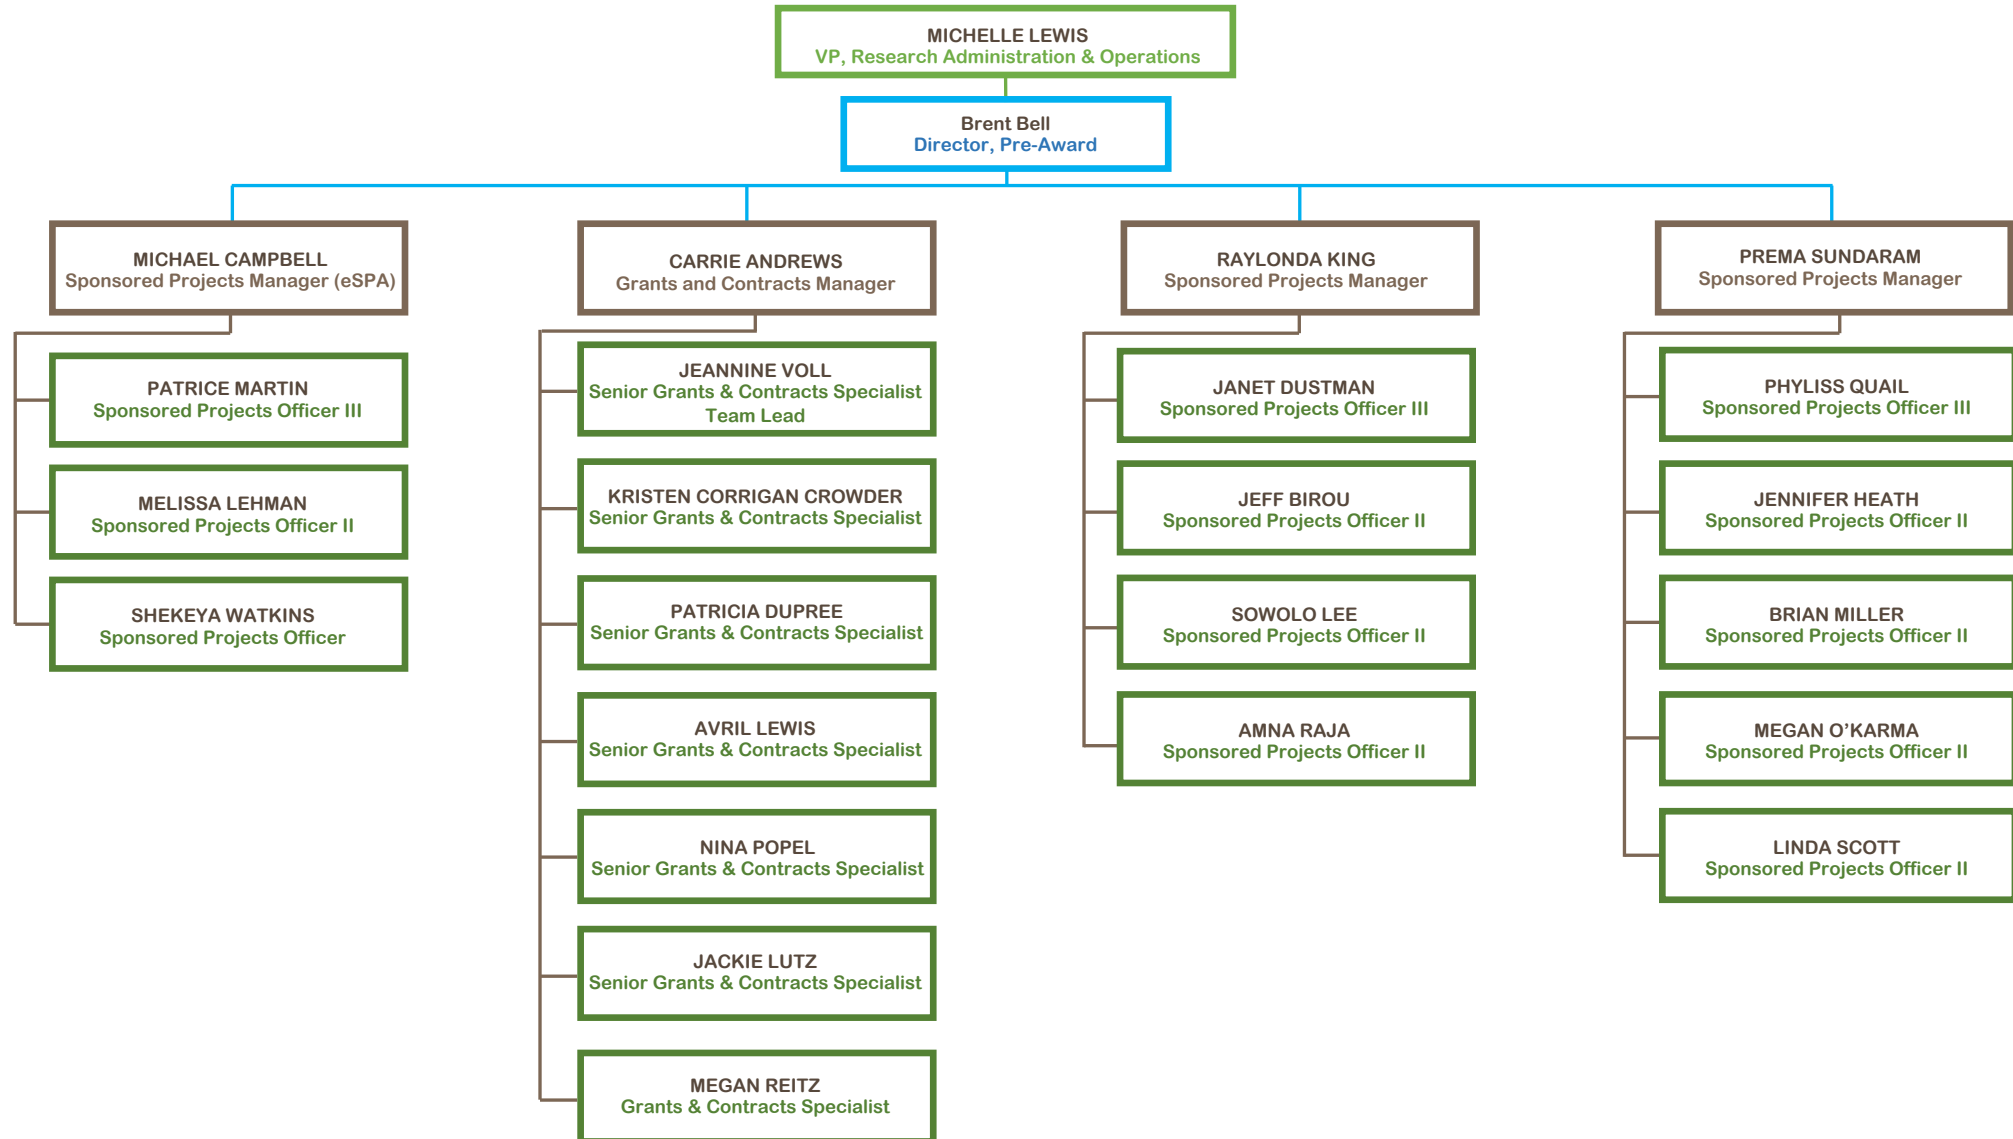 MICHELLE LEWIS
VP, Research Administration & Operations
Brent Bell
Director, Pre-Award
MICHAEL CAMPBELL
Sponsored Projects Manager (eSPA)
PATRICE MARTIN
Sponsored Projects Officer III
MELISSA LEHMAN
Sponsored Projects Officer II
SHEKEYA WATKINS
Sponsored Projects Officer
CARRIE ANDREWS
Grants and Contracts Manager
JEANNINE VOLL
Senior Grants & Contracts Specialist
Team Lead
KRISTEN CORRIGAN CROWDER
Senior Grants & Contracts Specialist
PATRICIA DUPREE
Senior Grants & Contracts Specialist
AVRIL LEWIS
Senior Grants & Contracts Specialist
NINA POPEL
Senior Grants & Contracts Specialist
JACKIE LUTZ
Senior Grants & Contracts Specialist
MEGAN REITZ
Grants & Contracts Specialist
RAYLONDA KING
Sponsored Projects Manager
JANET DUSTMAN
Sponsored Projects Officer III
JEFF BIROU
Sponsored Projects Officer II
SOWOLO LEE
Sponsored Projects Officer II
AMNA RAJA
Sponsored Projects Officer II
PREMA SUNDARAM
Sponsored Projects Manager
PHYLISS QUAIL
Sponsored Projects Officer III
JENNIFER HEATH
Sponsored Projects Officer II
BRIAN MILLER
Sponsored Projects Officer II
MEGAN O’KARMA
Sponsored Projects Officer II
LINDA SCOTT
Sponsored Projects Officer II